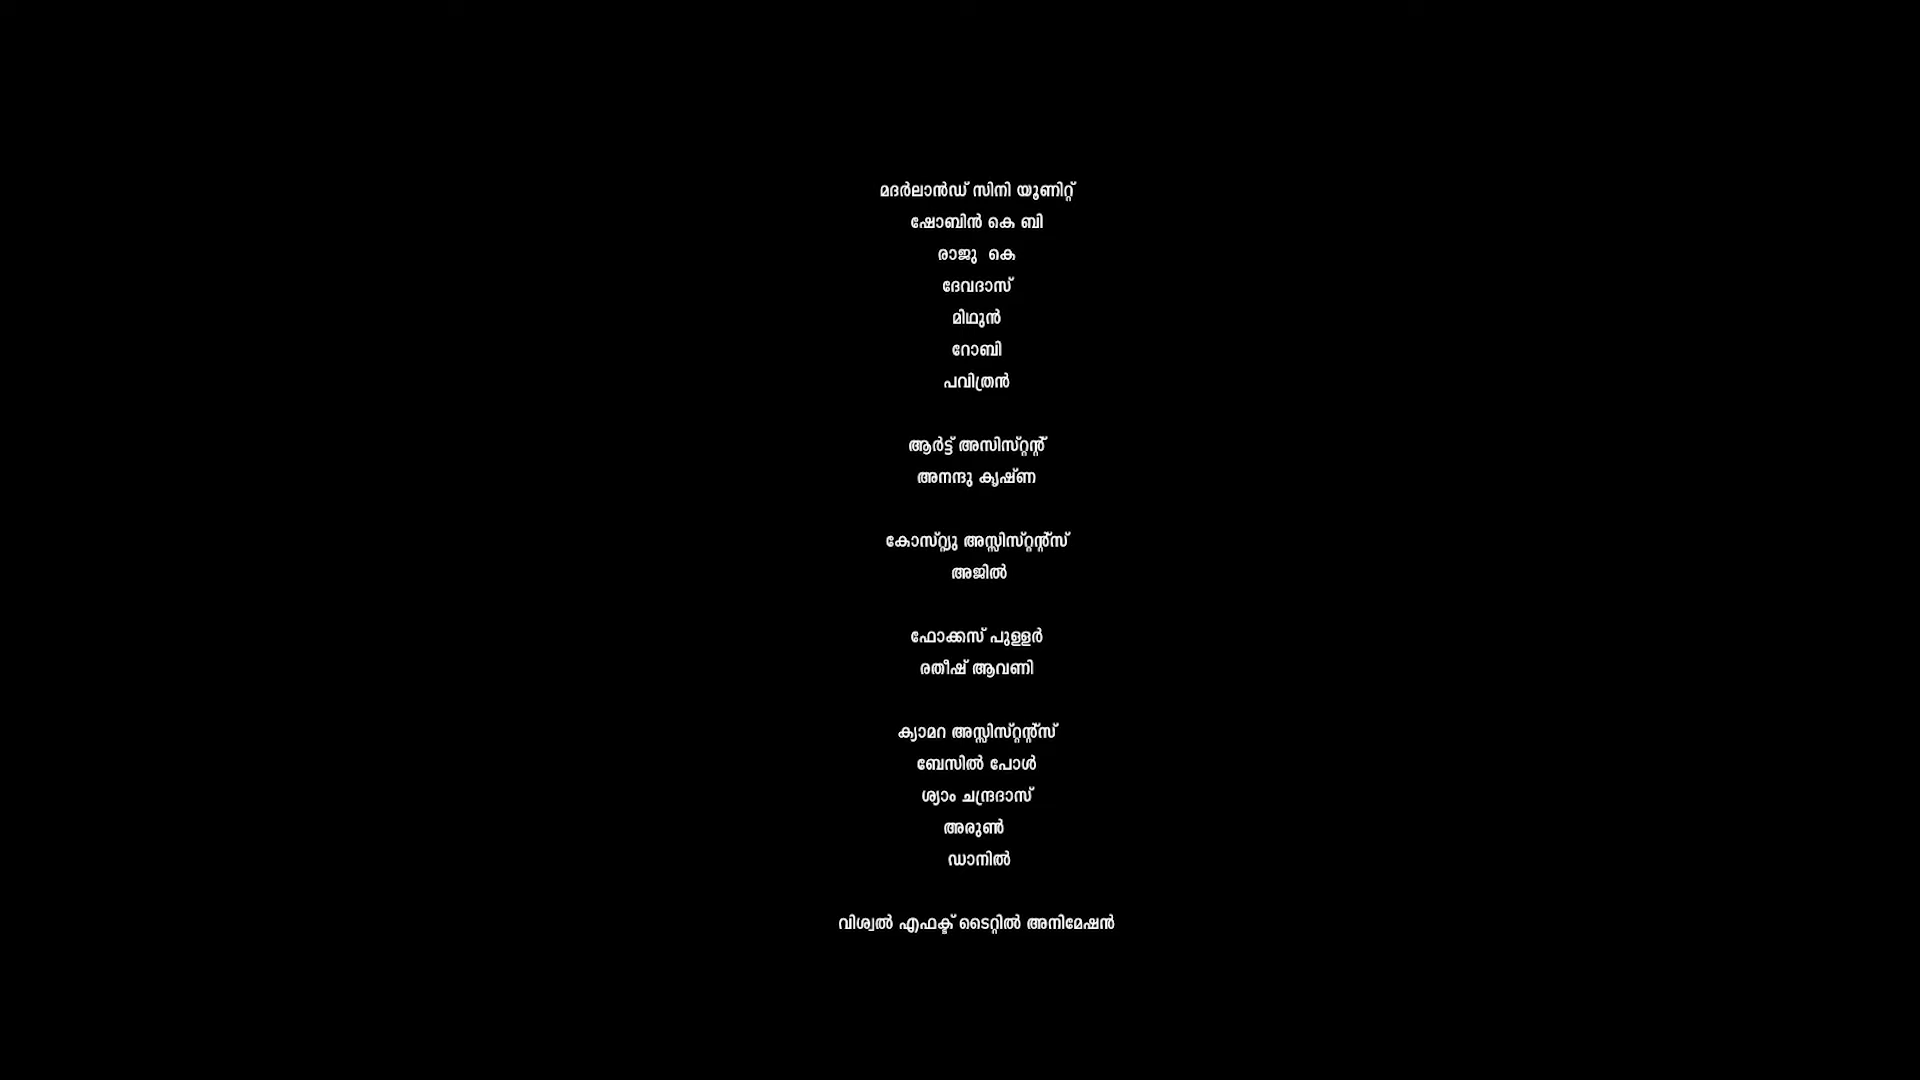 മദർലാൻഡ് സിനി യൂണിറ്റ്
ഷോബിൻ കെ ബി
രാജു കെ
ദേവദാസ്
മിഥുൻ
റോബി
പവിത്രൻ
ആർട്ട് അസിസ്റ്റന്റ്
അനന്ദു കൃഷ്ണ
കോസ്റ്റ്യു അസ്സിസ്റ്റന്റ്സ്
അജിൽ
ഫോക്കസ് പുള്ളർ
രതീഷ് ആവണി
ക്യാമറ അസ്സിസ്റ്റന്റ്സ്
ബേസിൽ പോൾ
ശ്യാം ചന്ദ്രദാസ്
അരുൺ
ഡാനിൽ
വിശ്വൽ എഫക്ട് ടൈറ്റിൽ അനിമേഷൻ